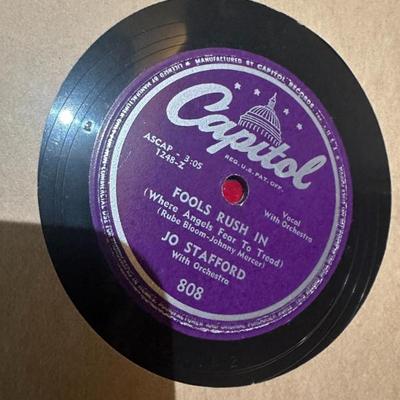 MANUFACTURED BY CAPITOL RECORDS
Capitol
REG. U.S. PAT. OFF.
ASCAP 3:05
1248-Z
Vocal
With Orchestra
FOOLS RUSH IN
(Where Angels Fear To Tread)
(Rube Bloom-Johnny Mercer)
JO STAFFORD
With Orchestra
808